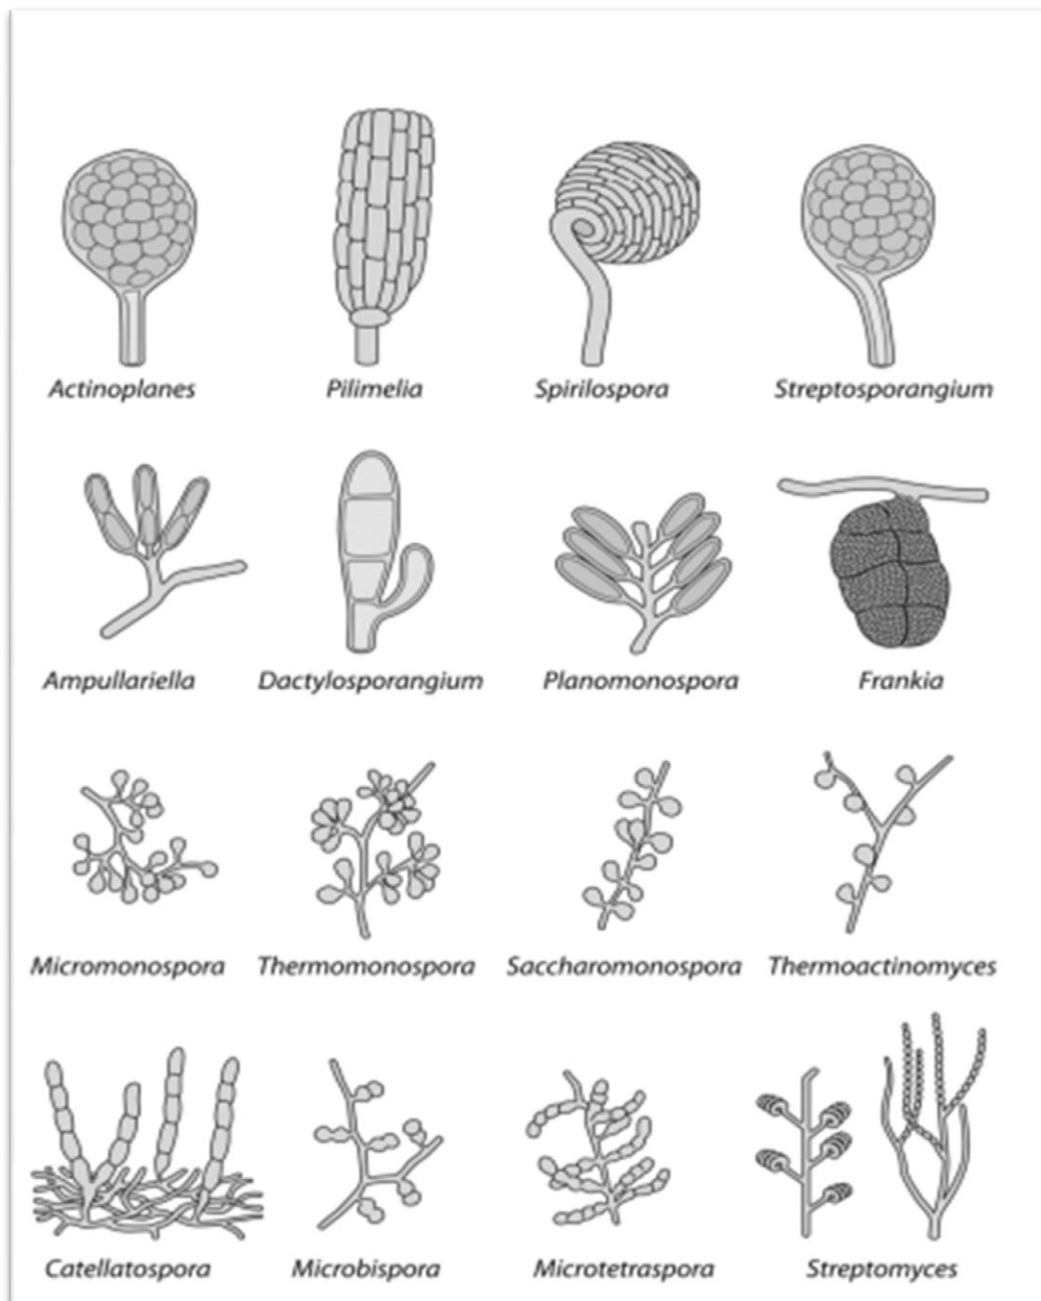 Actinoplanes Pilimelia Spirilospora Streptosporangium
Ampullariella Dactylosporangium Planomonospora Frankia
Micromonospora Thermomonospora Saccharomonospora Thermoactinomyces
Catellatospora Microbispora Microtetraspora Streptomyces